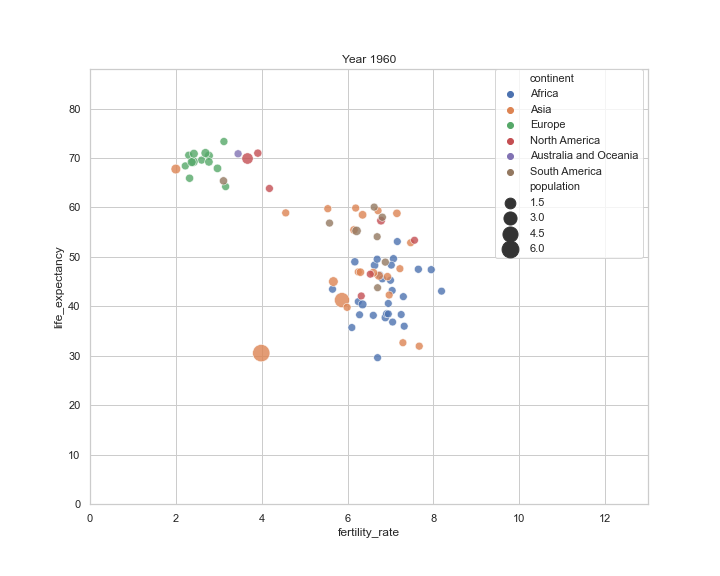 Year 1960
continent
Africa
Asia
Europe
North America
Australia and Oceania
South America
population
1.5
3.0
4.5
6.0
life_expectancy
80
70
60
50
40
30
20
10
0
0 2 4 6 8 10 12
fertility_rate